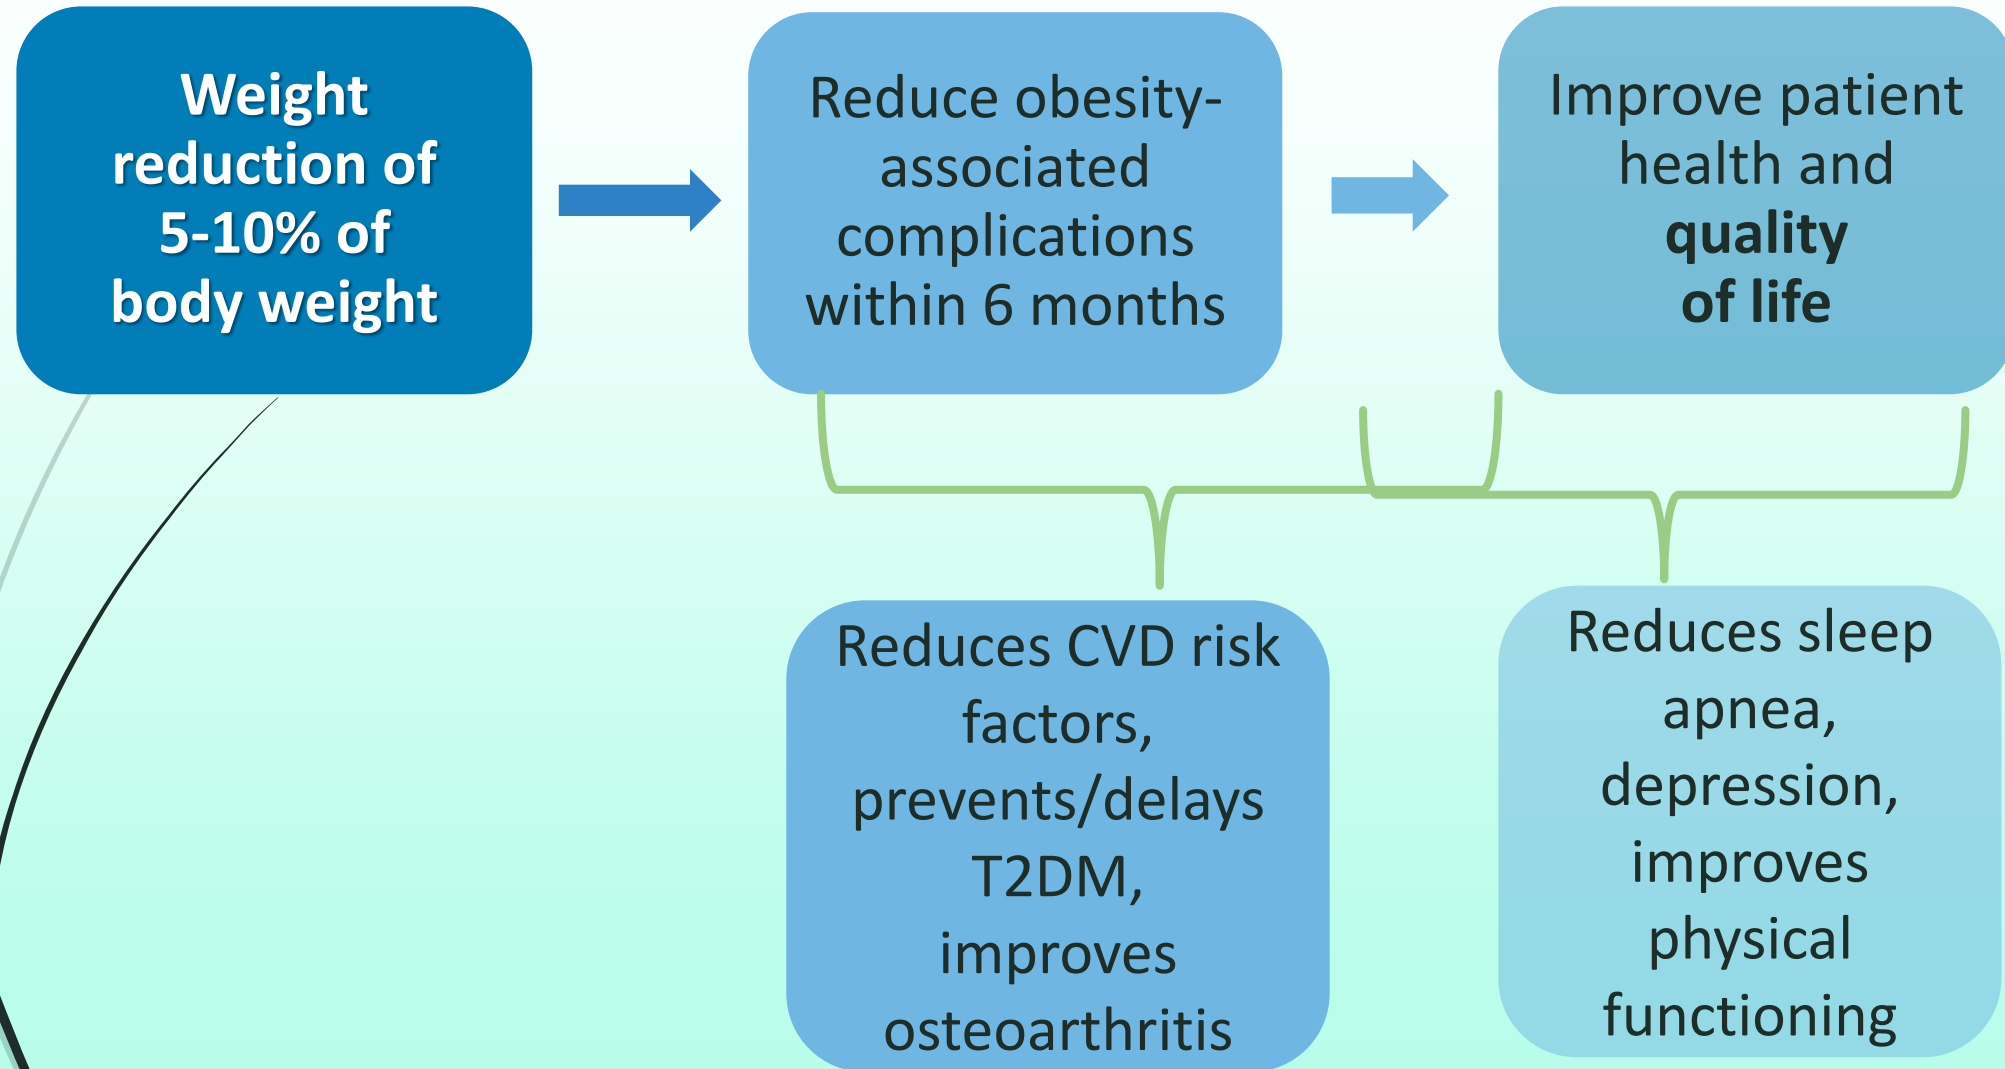 Weight
reduction of
5-10% of
body weight
Reduce obesity-
associated
complications
within 6 months
Improve patient
health and
quality
of life
Reduces CVD risk
factors,
prevents/delays
T2DM,
improves
osteoarthritis
Reduces sleep
apnea,
depression,
improves
physical
functioning